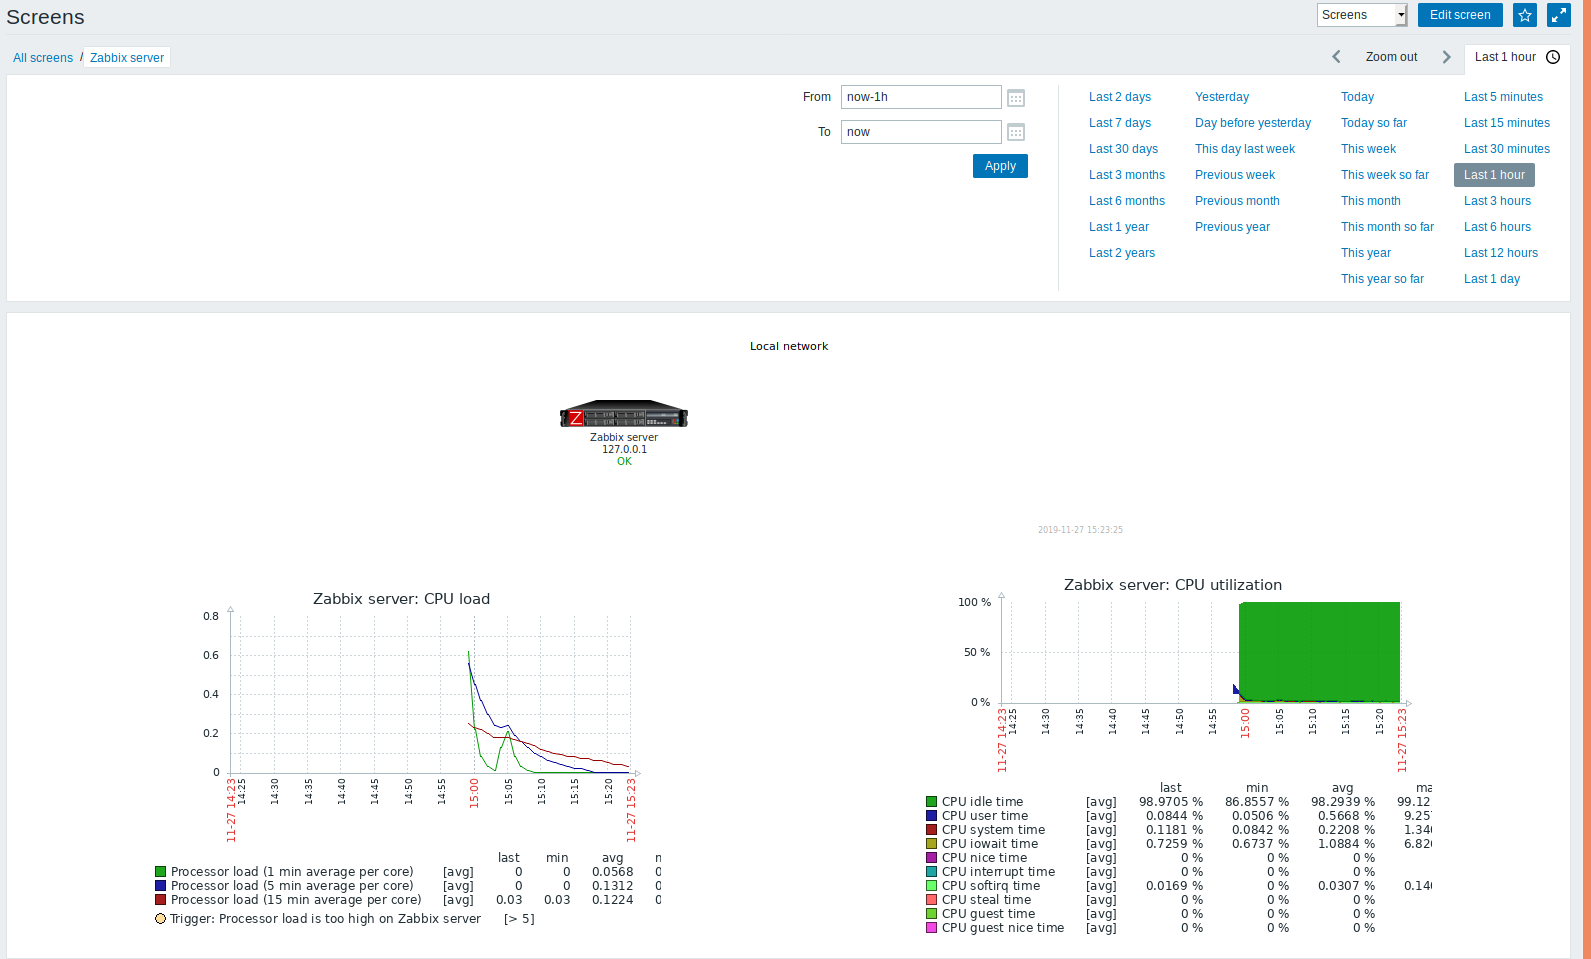 Screens
Screens
Edit screen
All screens / Zabbix server
Zoom out
Last 1 hour
From now-1h
To now
Apply
Last 2 days Yesterday Today Last 5 minutes
Last 7 days Day before yesterday Today so far Last 15 minutes
Last 30 days This day last week This week Last 30 minutes
Last 3 months Previous week This week so far Last 1 hour
Last 6 months Previous month This month Last 3 hours
Last 1 year Previous year This month so far Last 6 hours
Last 2 years This year Last 12 hours
This year so far Last 1 day
Local network
Z
Zabbix server
127.0.0.1
OK
2019-11-27 15:23:25
Zabbix server: CPU load
0.8
0.6
0.4
0.2
0
11-27 14:23 14:25 14:30 14:35 14:40 14:45 14:50 14:55 15:00 15:05 15:10 15:15 15:20 11-27 15:23
last min avg
Processor load (1 min average per core) [avg] 0 0 0.0568
Processor load (5 min average per core) [avg] 0 0 0.1312
Processor load (15 min average per core) [avg] 0.03 0.03 0.1224
Trigger: Processor load is too high on Zabbix server [> 5]
Zabbix server: CPU utilization
100 %
50 %
0 %
11-27 14:23 14:25 14:30 14:35 14:40 14:45 14:50 14:55 15:00 15:05 15:10 15:15 15:20 11-27 15:23
last min avg ma
CPU idle time [avg] 98.9705 % 86.8557 % 98.2939 % 99.12
CPU user time [avg] 0.0844 % 0.0506 % 0.5668 % 9.25
CPU system time [avg] 0.1181 % 0.0842 % 0.2208 % 1.34
CPU iowait time [avg] 0.7259 % 0.6737 % 1.0884 % 6.82
CPU nice time [avg] 0 % 0 % 0 %
CPU interrupt time [avg] 0 % 0 % 0 %
CPU softirq time [avg] 0.0169 % 0 % 0.0307 % 0.14
CPU steal time [avg] 0 % 0 % 0 %
CPU guest time [avg] 0 % 0 % 0 %
CPU guest nice time [avg] 0 % 0 % 0 %